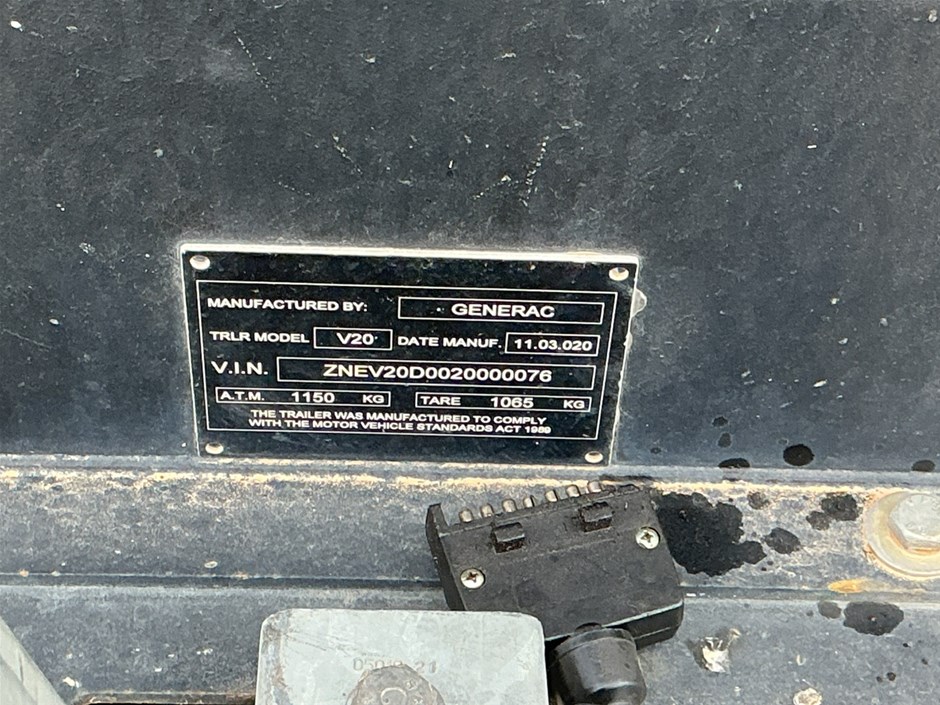 MANUFACTURED BY: GENERAC
TRLR MODEL V20 DATE MANUF. 11.03.020
V.I.N. ZNEV20D0020000076
A.T.M. 1150 KG TARE 1065 KG
THE TRAILER WAS MANUFACTURED TO COMPLY
WITH THE MOTOR VEHICLE STANDARDS ACT 1989